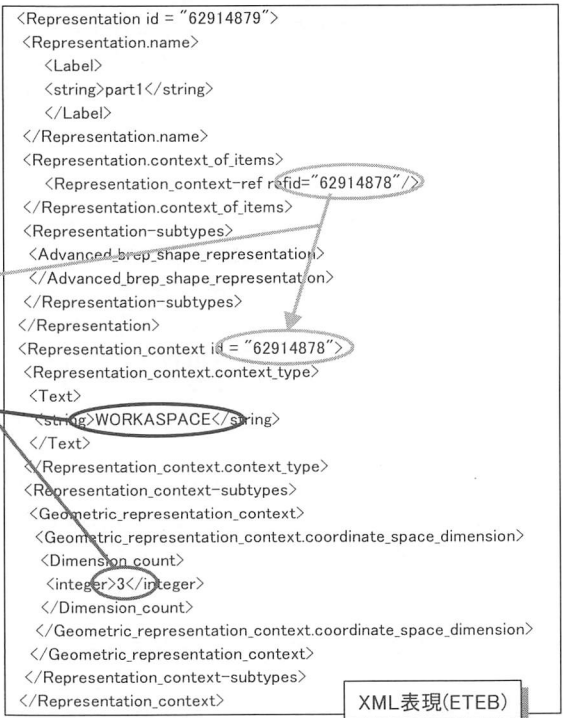 <Representation id = "62914879">
<Representation.name>
<Label>
<string>part1</string>
</Label>
</Representation.name>
<Representation.context_of_items>
<Representation_context-ref refid="62914878"/>
</Representation.context_of_items>
<Representation-subtypes>
<Advanced_brep_shape_representation>
</Advanced_brep_shape_representation>
</Representation-subtypes>
</Representation>
<Representation_context id = "62914878">
<Representation_context.context_type>
<Text>
<string>WORKASPACE</string>
</Text>
</Representation_context.context_type>
<Representation_context-subtypes>
<Geometric_representation_context>
<Geometric_representation_context.coordinate_space_dimension>
<Dimension_count>
<integer>3</integer>
</Dimension_count>
</Geometric_representation_context.coordinate_space_dimension>
</Geometric_representation_context>
</Representation_context-subtypes>
</Representation_context>
XML表現(ETEB)